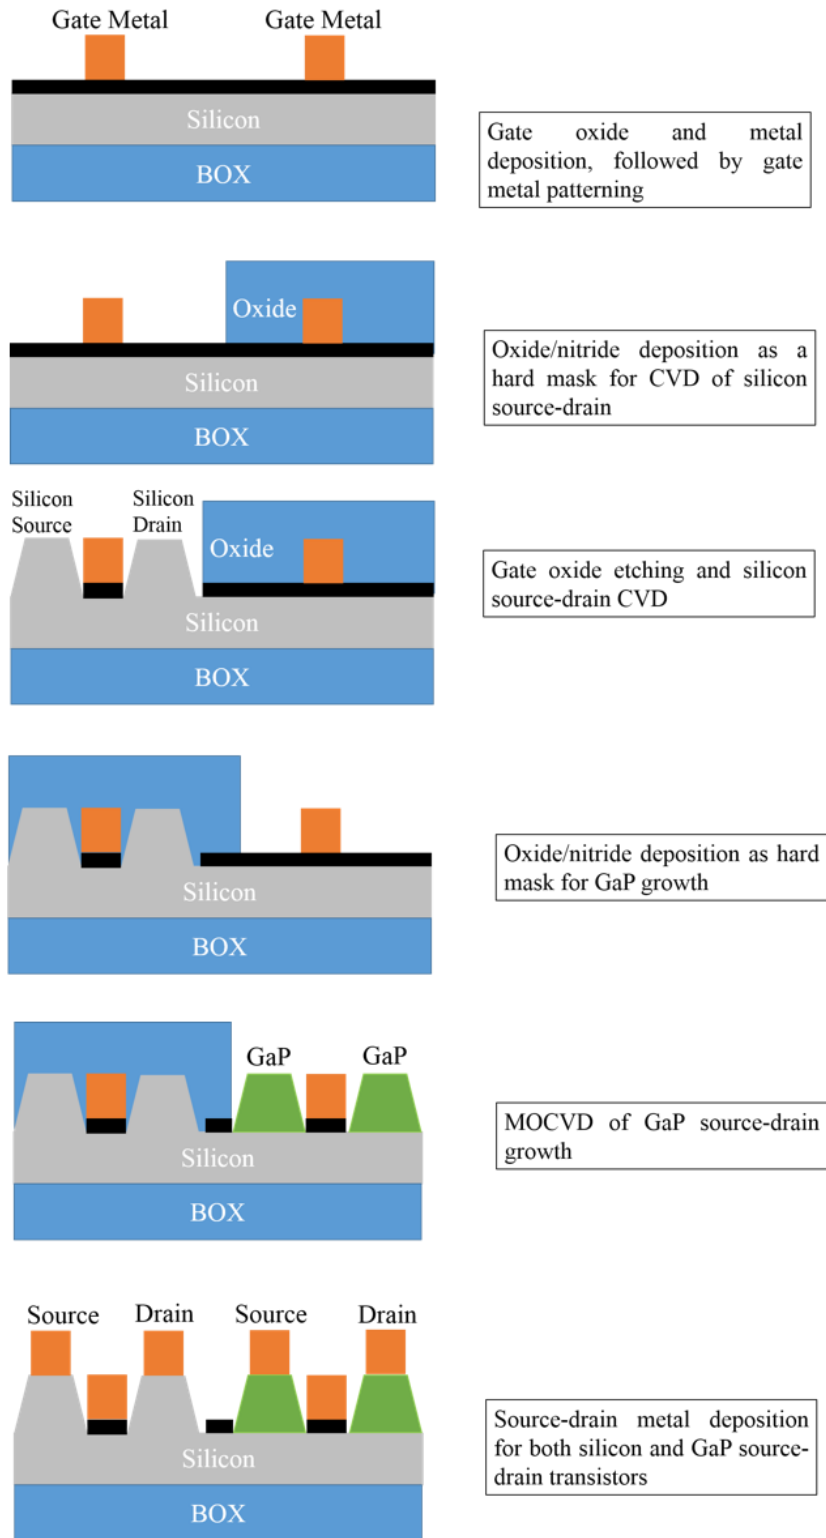 Gate Metal Gate Metal
Silicon
BOX
Gate oxide and metal
deposition, followed by gate
metal patterning
Oxide
Silicon
BOX
Oxide/nitride deposition as a
hard mask for CVD of silicon
source-drain
Silicon Silicon
Source Drain
Oxide
Silicon
BOX
Gate oxide etching and silicon
source-drain CVD
Silicon
BOX
Oxide/nitride deposition as hard
mask for GaP growth
GaP GaP
Silicon
BOX
MOCVD of GaP source-drain
growth
Source Drain Source Drain
Silicon
BOX
Source-drain metal deposition
for both silicon and GaP source-
drain transistors